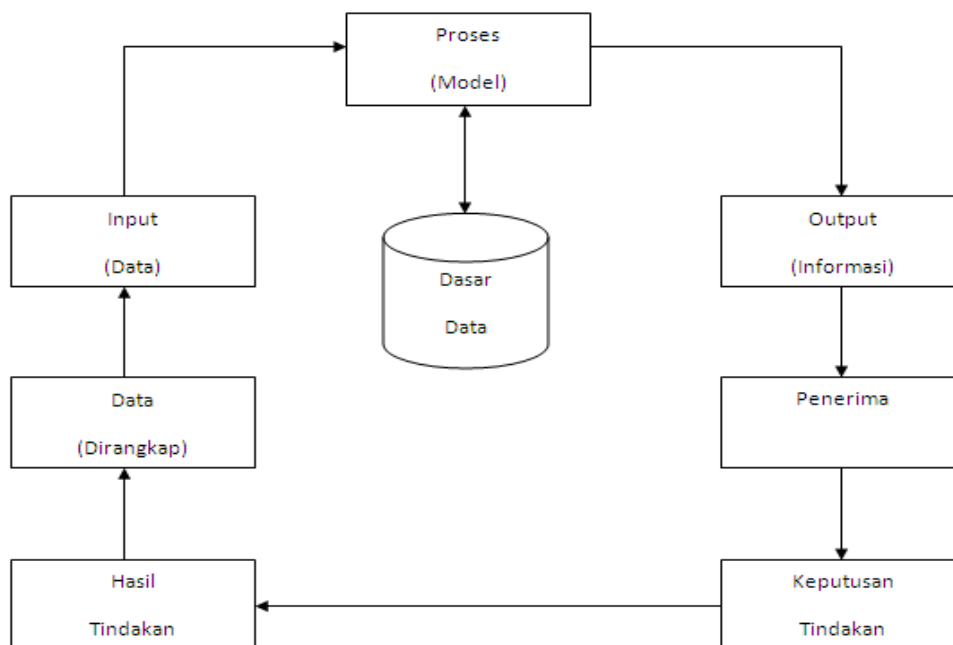 Proses
(Model)
Input
(Data)
Output
(Informasi)
Dasar
Data
Data
(Dirangkap)
Penerima
Hasil
Tindakan
Keputusan
Tindakan